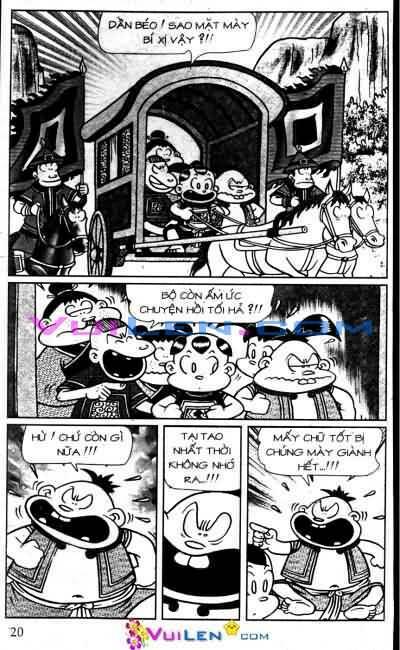 DẦN BÉO ! SAO MẶT MÀY
BÍ XỊ VẬY ?!!
BỘ CÒN ẤM ỨC
CHUYỆN HỒI TỐI HẢ ?!!
VUILEN.COM
HỪ ! CHỨ CÒN GÌ
NỮA !!!
TẠI TAO
NHẤT THỜI
KHÔNG NHỚ
RA...!!!
MẤY CHỮ TỐT BỊ
CHÚNG MÀY GIÀNH
HẾT...!!!
20
VUILEN.COM